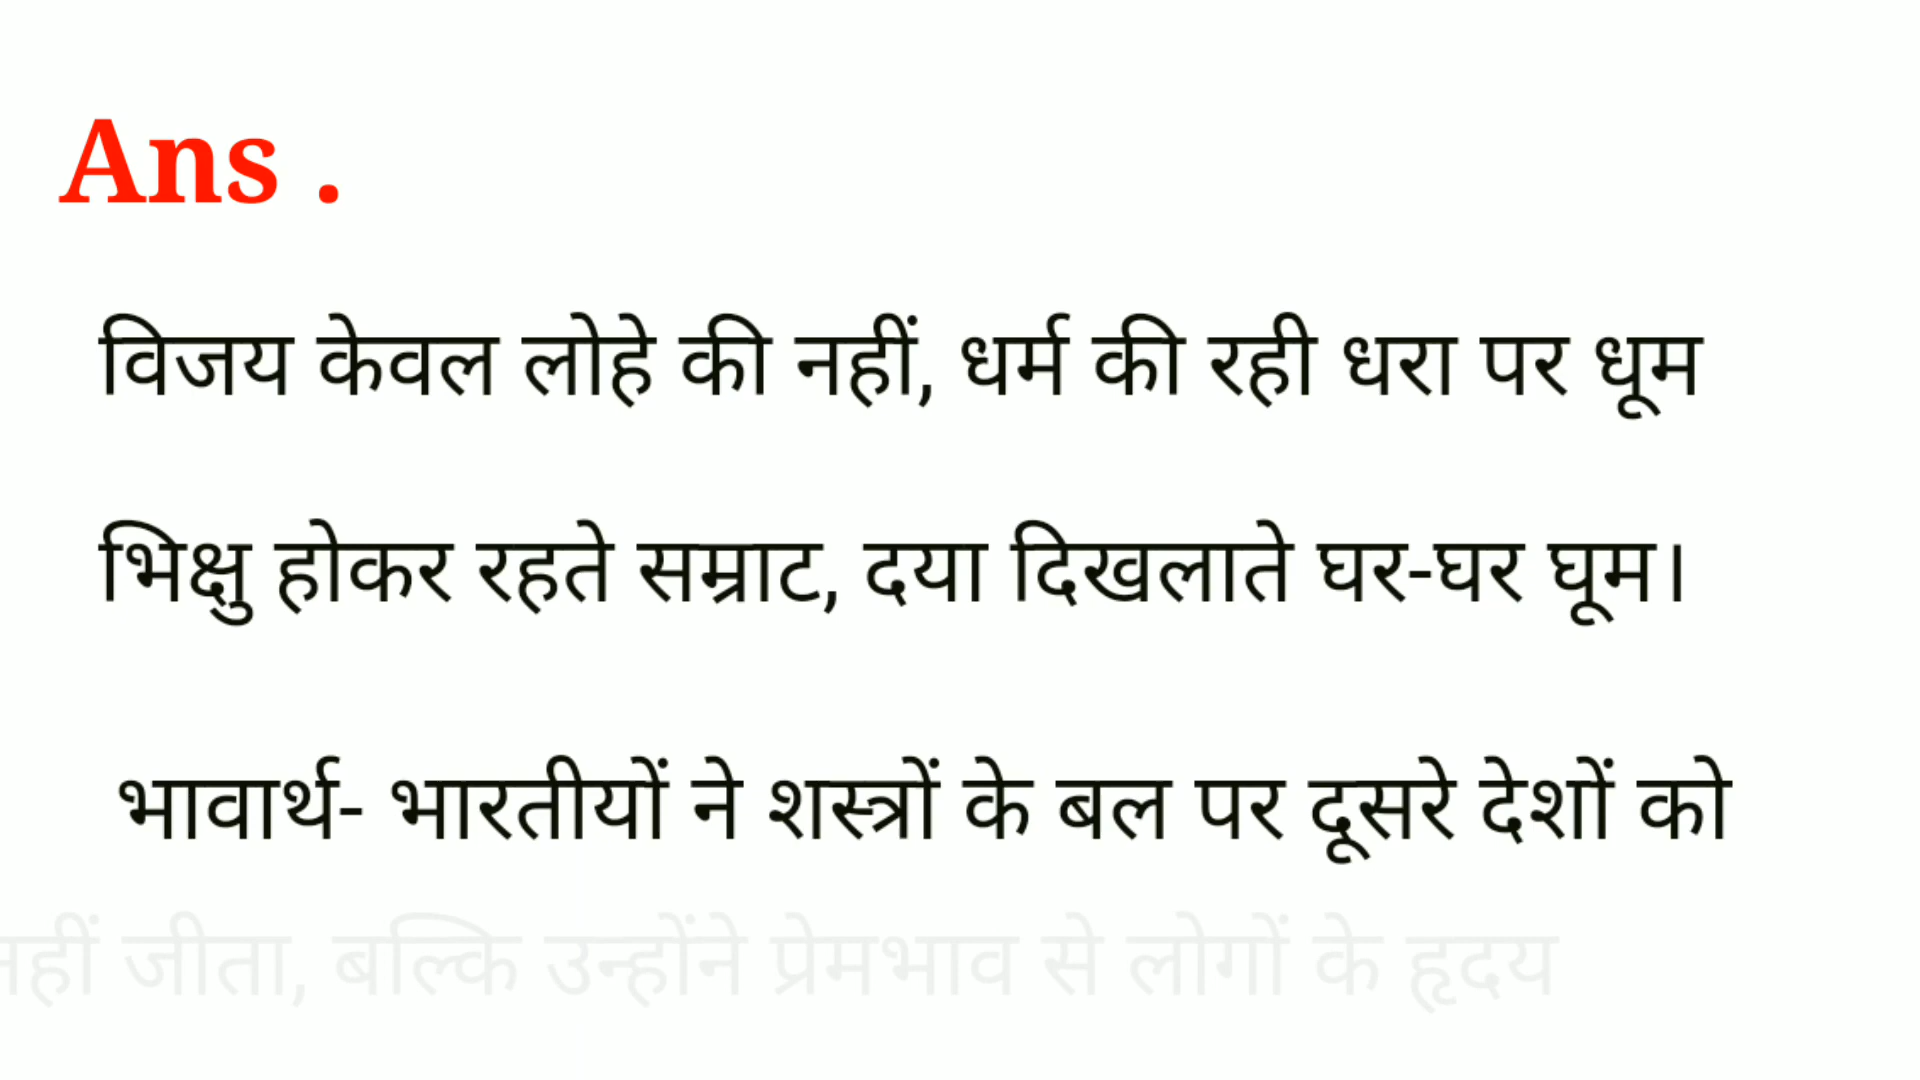 Ans .
विजय केवल लोहे की नहीं, धर्म की रही धरा पर धूम
भिक्षु होकर रहते सम्राट, दया दिखलाते घर-घर घूम।
भावार्थ- भारतीयों ने शस्त्रों के बल पर दूसरे देशों को
नहीं जीता, बल्कि उन्होंने प्रेमभाव से लोगों के हृदय